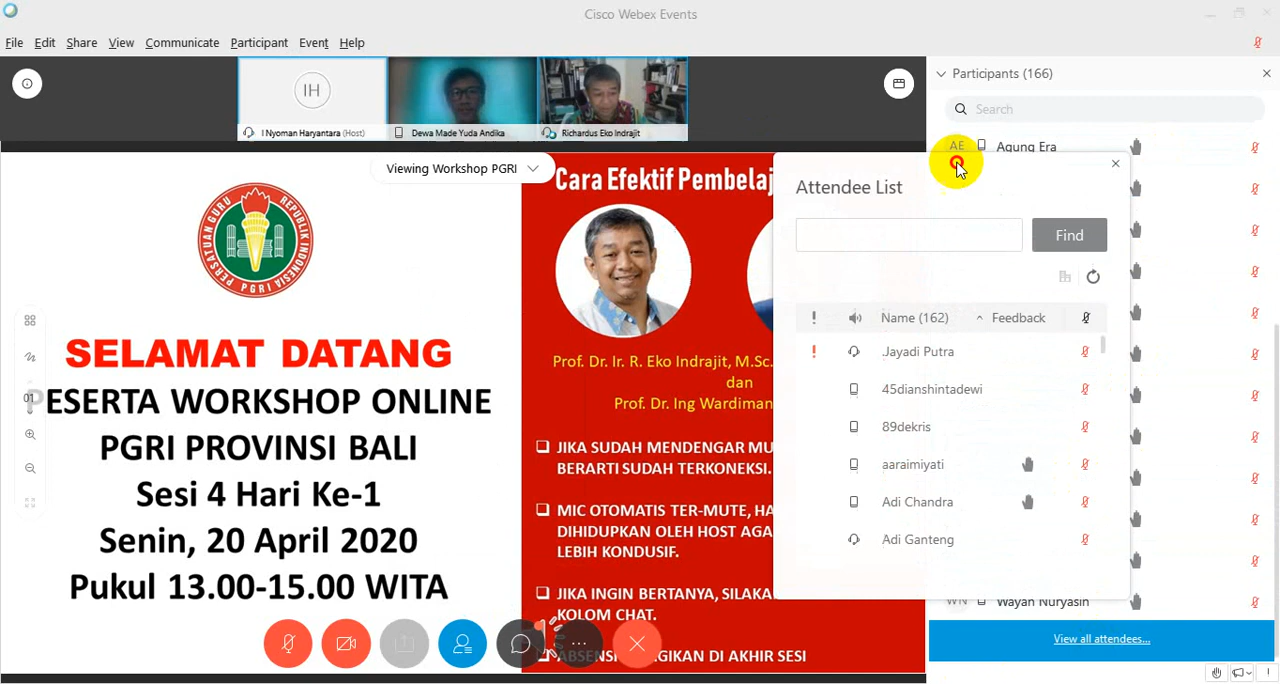 Cisco Webex Events
File Edit Share View Communicate Participant Event Help
IH
I Nyoman Haryantara (Host)
Dewa Made Yuda Andika
Richardus Eko Indrajit
Viewing Workshop PGRI
PERSATUAN GURU REPUBLIK INDONESIA
PGRI
SELAMAT DATANG
PESERTA WORKSHOP ONLINE
PGRI PROVINSI BALI
Sesi 4 Hari Ke-1
Senin, 20 April 2020
Pukul 13.00-15.00 WITA
01
Cara Efektif Pembelaj
Prof. Dr. Ir. R. Eko Indrajit, M.Sc.
dan
Prof. Dr. Ing Wardiman
JIKA SUDAH MENDENGAR MU
BERARTI SUDAH TERKONEKSI.
MIC OTOMATIS TER-MUTE, HA
DIHIDUPKAN OLEH HOST AGA
LEBIH KONDUSIF.
JIKA INGIN BERTANYA, SILAKA
KOLOM CHAT.
DI AKHIR SESI
Participants (166)
Search
AE Agung Era
Attendee List
Find
Name (162) Feedback
.Jayadi Putra
45dianshintadewi
89dekris
aaraimiyati
Adi Chandra
Adi Ganteng
WN Wayan Nuryasin
View all attendees...